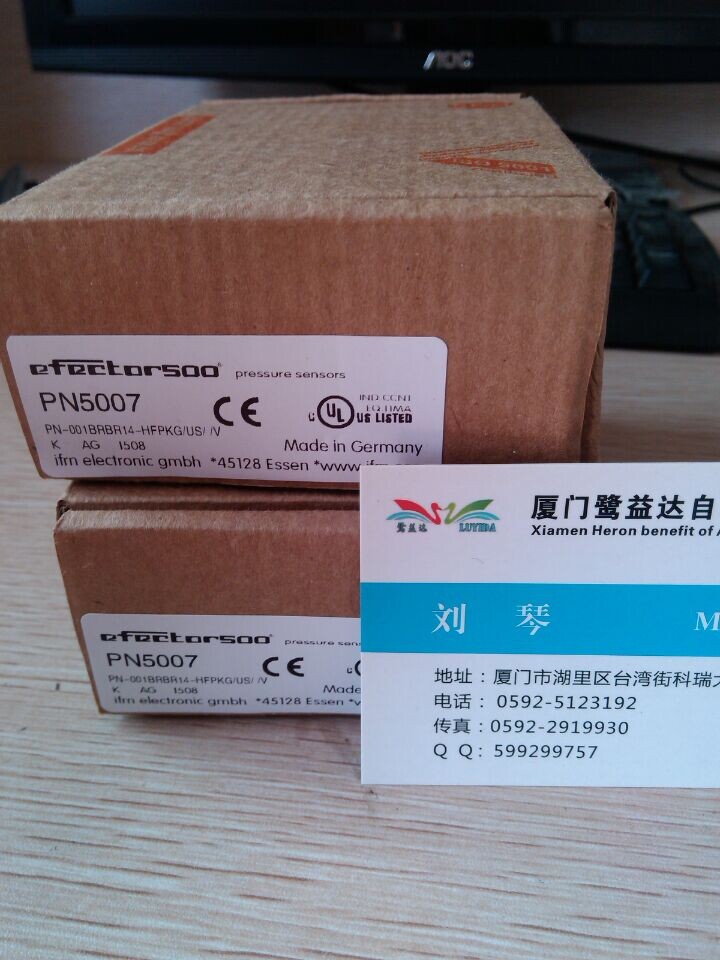 AOC
efector500® pressure sensors
PN5007
CE
IND.CONT
EQ.TIMA
C UL US LISTED
PN-001BRBR14-HFPKG/US/ /V
K AG 1508
Made in Germany
ifm electronic gmbh *45128 Essen *www.ifm
efector500® pressure
PN5007
CE
PN-001BRBR14-HFPKG/US/ /V
K AG 1508
ifm electronic gmbh *45128 Essen
鹭益达 LUYIDA
厦门鹭益达自
Xiamen Heron benefit of
刘 琴 M
地址：厦门市湖里区台湾街科瑞
电话： 0592-5123192
传真：0592-2919930
Q Q：599299757